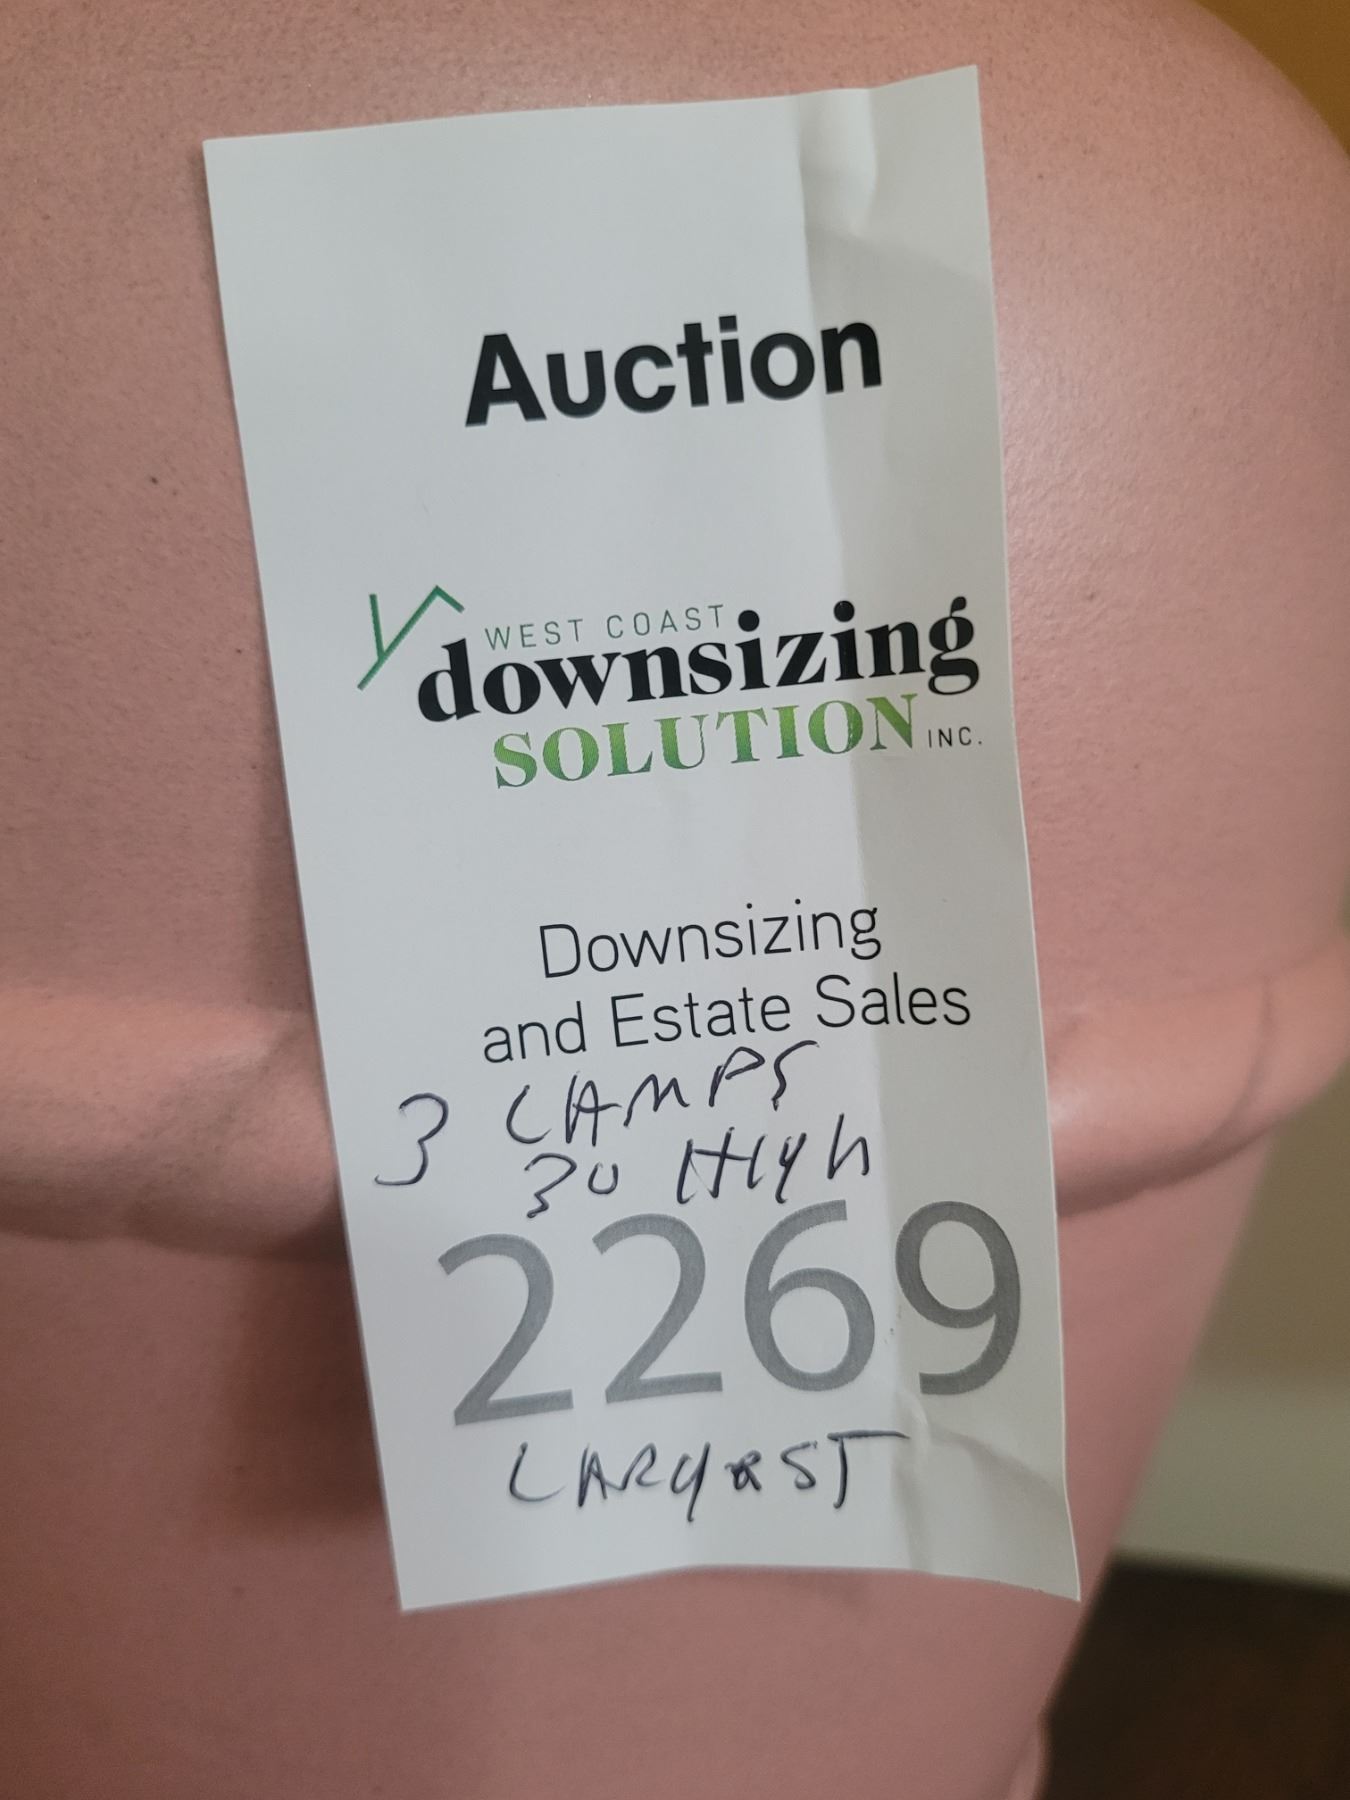 Auction
WEST COAST
downsizing
SOLUTION INC.
Downsizing
and Estate Sales
3 LAMPS
30 HIgh
2269
LARgesT